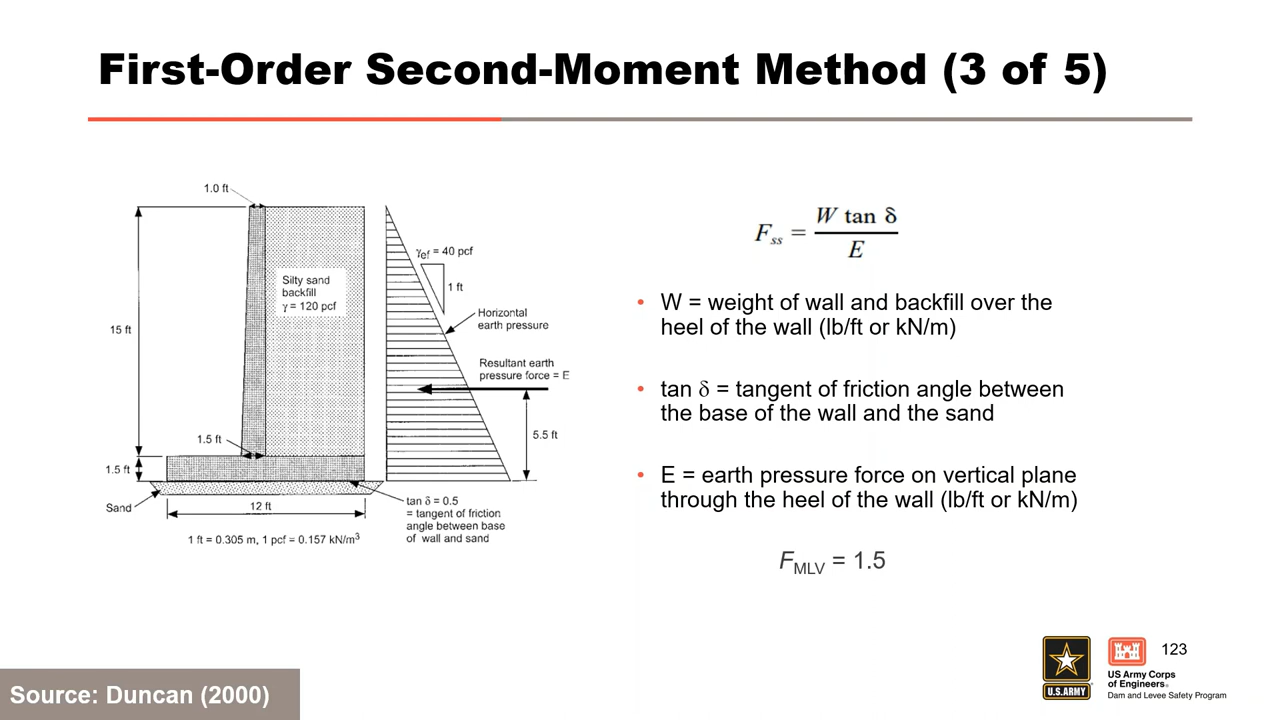 First-Order Second-Moment Method (3 of 5)
1.0 ft
15 ft
Silty sand
backfill
γ = 120 pcf
1.5 ft
1.5 ft
Sand
12 ft
1 ft = 0.305 m, 1 pcf = 0.157 kN/m³
γef = 40 pcf
1 ft
Horizontal
earth pressure
Resultant earth
pressure force = E
5.5 ft
tan δ = 0.5
= tangent of friction
angle between base
of wall and sand
Fss = W tan δ / E
• W = weight of wall and backfill over the
heel of the wall (lb/ft or kN/m)
• tan δ = tangent of friction angle between
the base of the wall and the sand
• E = earth pressure force on vertical plane
through the heel of the wall (lb/ft or kN/m)
FMLV = 1.5
Source: Duncan (2000)
U.S.ARMY
US Army Corps
of Engineers®
Dam and Levee Safety Program
123